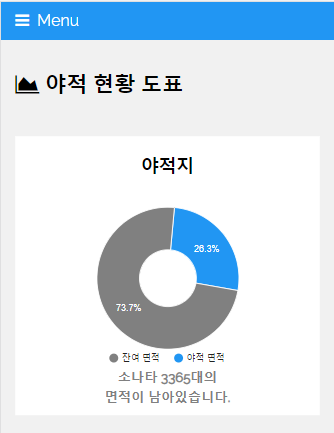 Menu
야적 현황 도표
야적지
26.3%
73.7%
잔여 면적 야적 면적
소나타 3365대의
면적이 남아있습니다.